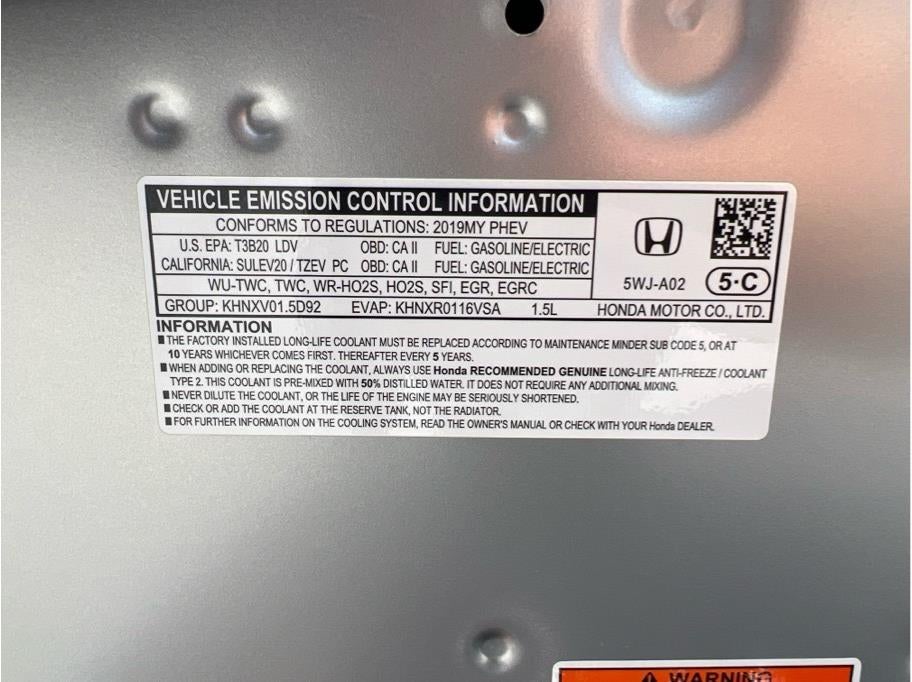 VEHICLE EMISSION CONTROL INFORMATION
CONFORMS TO REGULATIONS: 2019MY PHEV
U.S. EPA: T3B20 LDV OBD: CA II FUEL: GASOLINE/ELECTRIC
CALIFORNIA: SULEV20 / TZEV PC OBD: CA II FUEL: GASOLINE/ELECTRIC
WU-TWC, TWC, WR-HO2S, HO2S, SFI, EGR, EGRC
5WJ-A02 5·C
GROUP: KHNXV01.5D92 EVAP: KHNXR0116VSA 1.5L HONDA MOTOR CO., LTD.
INFORMATION
■ THE FACTORY INSTALLED LONG-LIFE COOLANT MUST BE REPLACED ACCORDING TO MAINTENANCE MINDER SUB CODE 5, OR AT
10 YEARS WHICHEVER COMES FIRST. THEREAFTER EVERY 5 YEARS.
■ WHEN ADDING OR REPLACING THE COOLANT, ALWAYS USE Honda RECOMMENDED GENUINE LONG-LIFE ANTI-FREEZE / COOLANT
TYPE 2. THIS COOLANT IS PRE-MIXED WITH 50% DISTILLED WATER. IT DOES NOT REQUIRE ANY ADDITIONAL MIXING.
■ NEVER DILUTE THE COOLANT, OR THE LIFE OF THE ENGINE MAY BE SERIOUSLY SHORTENED.
■ CHECK OR ADD THE COOLANT AT THE RESERVE TANK, NOT THE RADIATOR.
■ FOR FURTHER INFORMATION ON THE COOLING SYSTEM, READ THE OWNER'S MANUAL OR CHECK WITH YOUR Honda DEALER.
WARNING